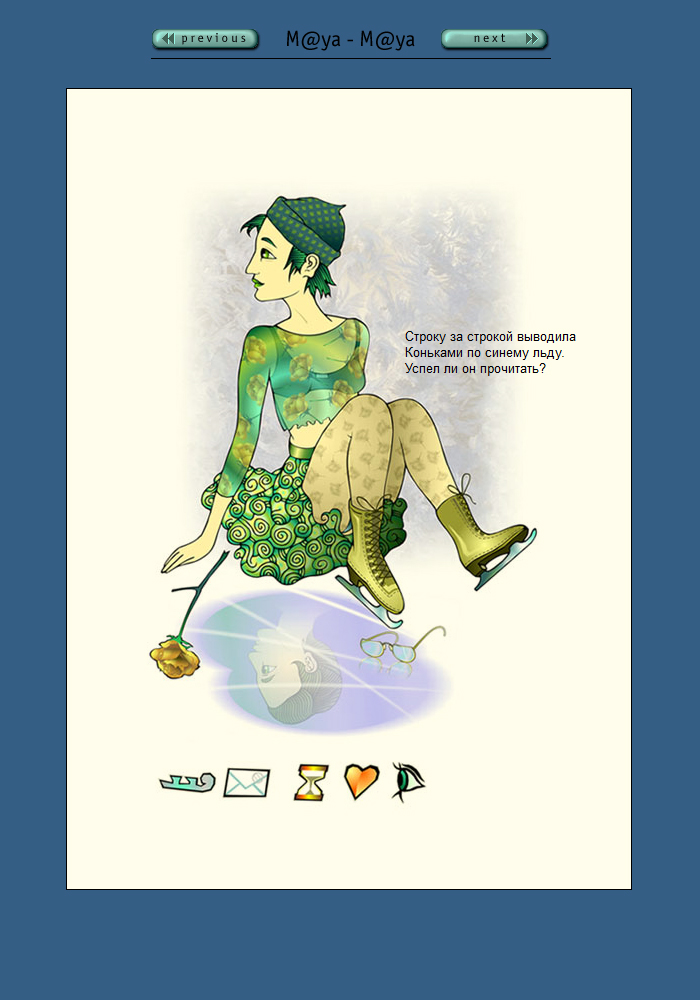 previous
M@ya - M@ya
next
Строку за строкой выводила
Коньками по синему льду.
Успел ли он прочитать?